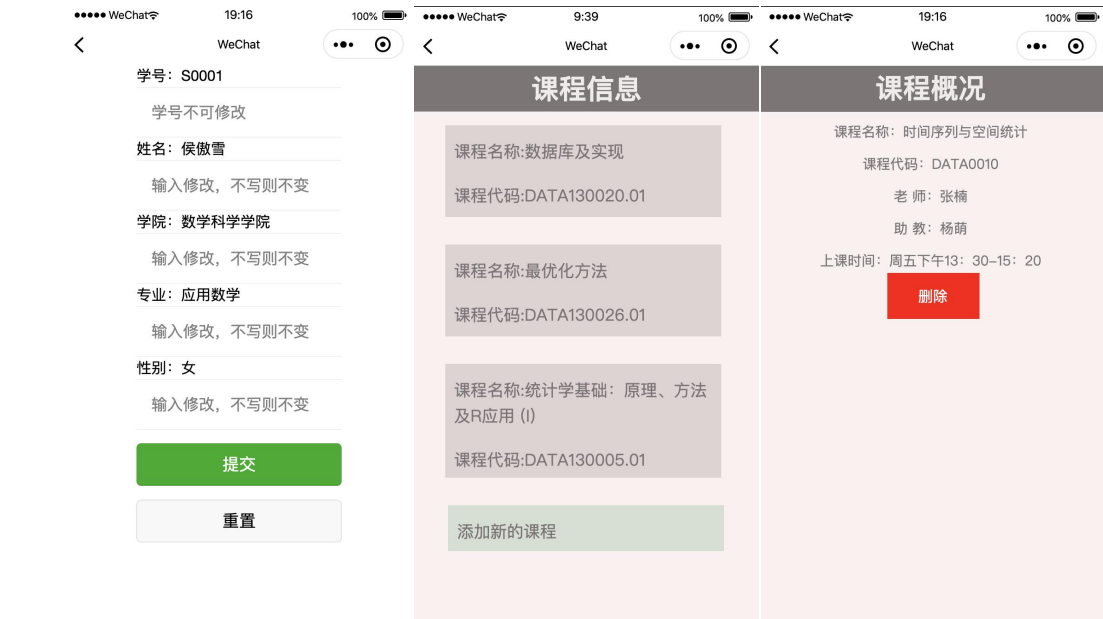 WeChat
19:16
100%
WeChat
学号：S0001
学号不可修改
姓名：侯傲雪
输入修改，不写则不变
学院：数学科学学院
输入修改，不写则不变
专业：应用数学
输入修改，不写则不变
性别：女
输入修改，不写则不变
提交
重置
WeChat
9:39
100%
WeChat
课程信息
课程名称:数据库及实现
课程代码:DATA130020.01
课程名称:最优化方法
课程代码:DATA130026.01
课程名称:统计学基础：原理、方法
及R应用 (I)
课程代码:DATA130005.01
添加新的课程
WeChat
19:16
100%
WeChat
课程概况
课程名称：时间序列与空间统计
课程代码：DATA0010
老 师：张楠
助 教：杨萌
上课时间：周五下午13：30–15：20
删除